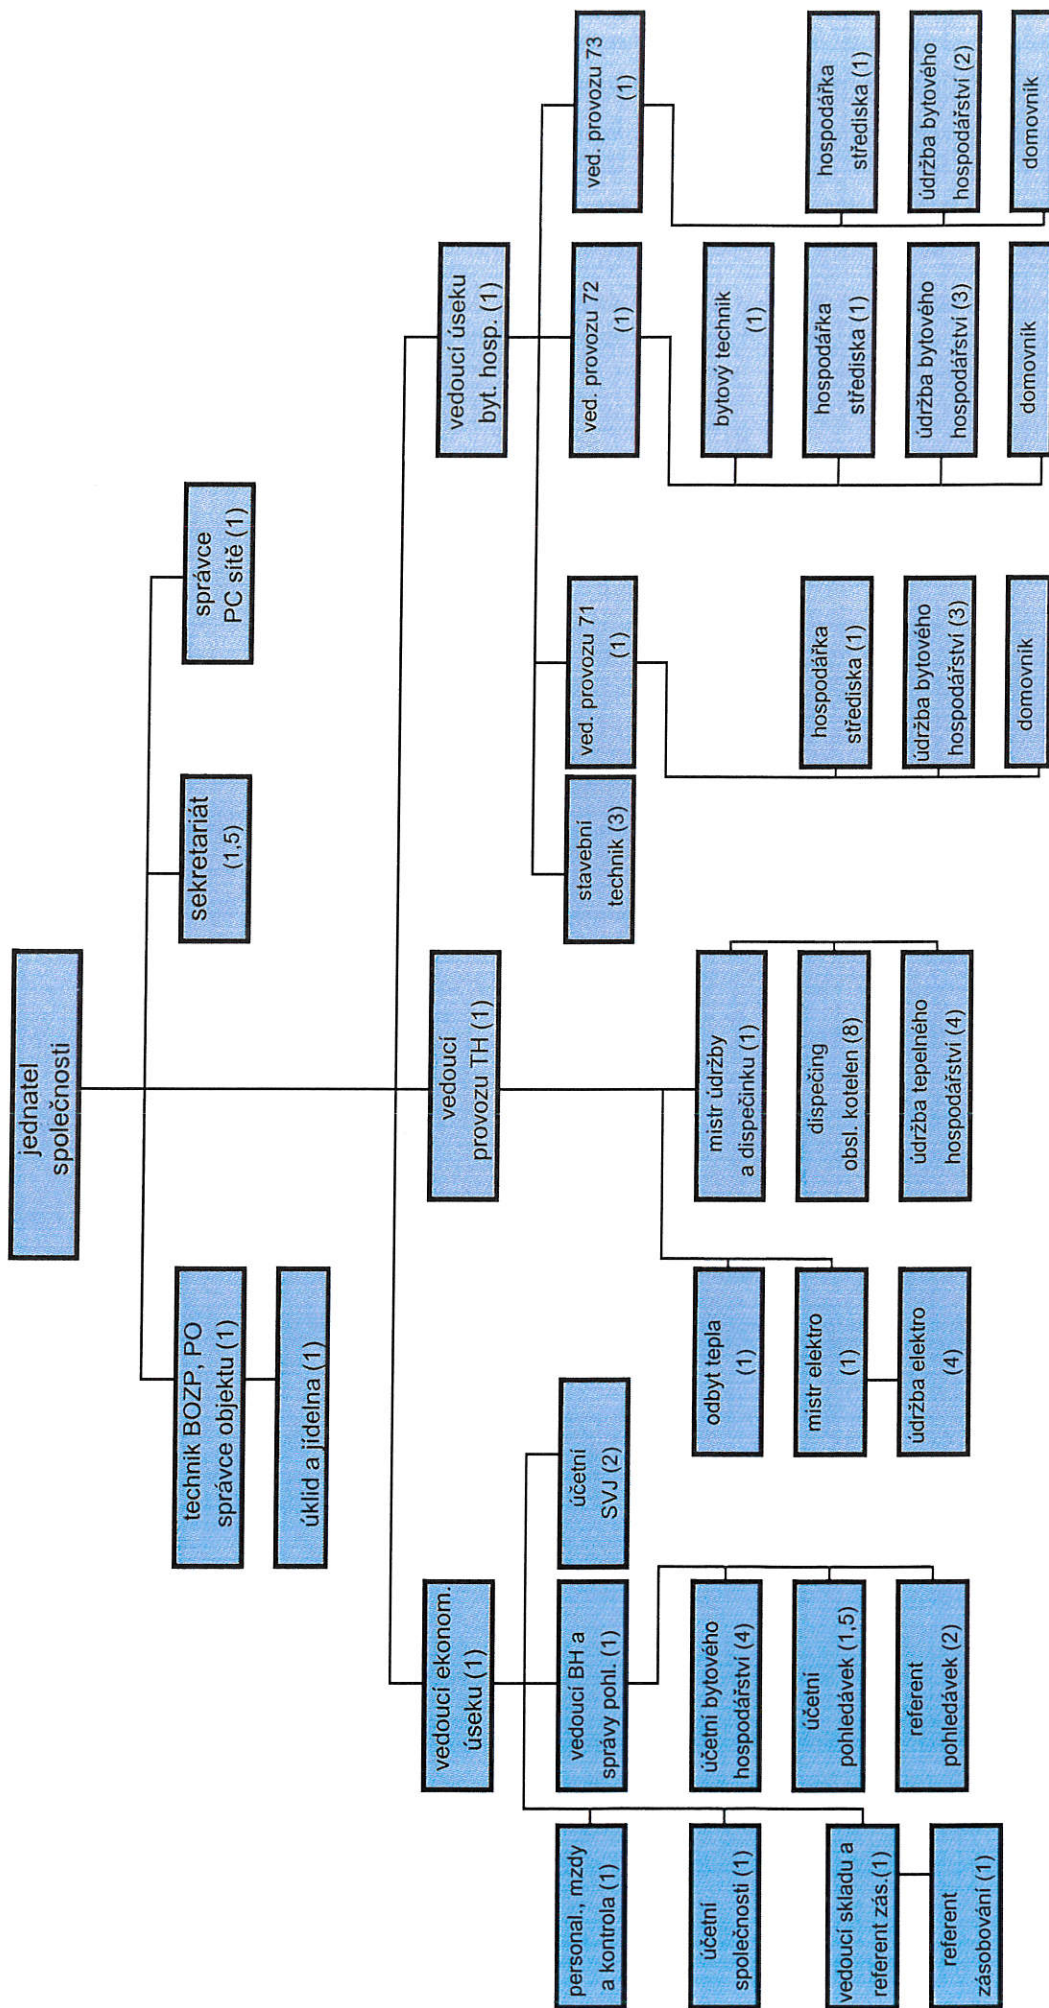 jednatel
společnosti
technik BOZP, PO
správce objektu (1)
úklid a jídelna (1)
sekretariát
(1,5)
správce
PC sítě (1)
vedoucí ekonom.
úseku (1)
vedoucí
provozu TH (1)
vedoucí úseku
byt. hosp. (1)
personal., mzdy
a kontrola (1)
účetní
společnosti (1)
vedoucí skladu a
referent zás.(1)
referent
zásobování (1)
vedoucí BH a
správy pohl. (1)
účetní bytového
hospodářství (4)
účetní
pohledávek (1,5)
referent
pohledávek (2)
účetní
SVJ (2)
odbyt tepla
(1)
mistr elektro
(1)
údržba elektro
(4)
mistr údržby
a dispečinku (1)
dispečing
obsl. kotelen (8)
údržba tepelného
hospodářství (4)
stavební
technik (3)
ved. provozu 71
(1)
hospodářka
střediska (1)
údržba bytového
hospodářství (3)
domovník
ved. provozu 72
(1)
bytový technik
(1)
hospodářka
střediska (1)
údržba bytového
hospodářství (3)
domovník
ved. provozu 73
(1)
hospodářka
střediska (1)
údržba bytového
hospodářství (2)
domovník